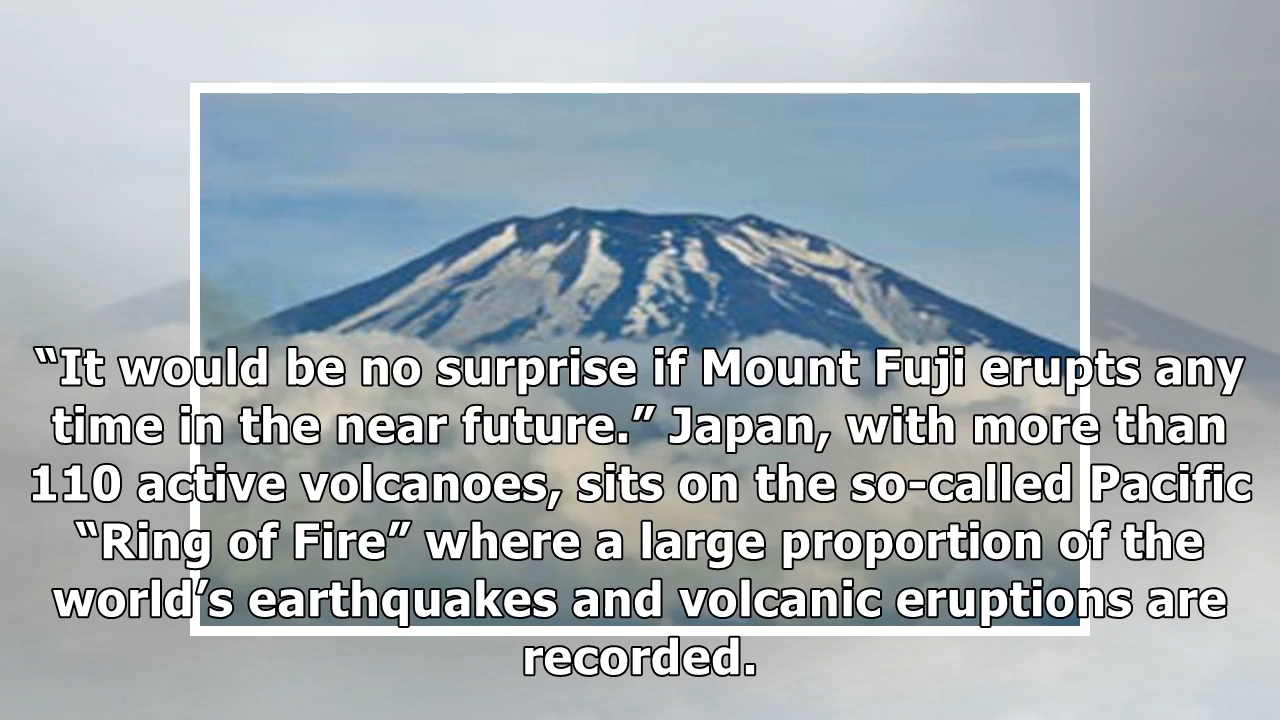 “It would be no surprise if Mount Fuji erupts any
time in the near future.” Japan, with more than
110 active volcanoes, sits on the so-called Pacific
“Ring of Fire” where a large proportion of the
world’s earthquakes and volcanic eruptions are
recorded.